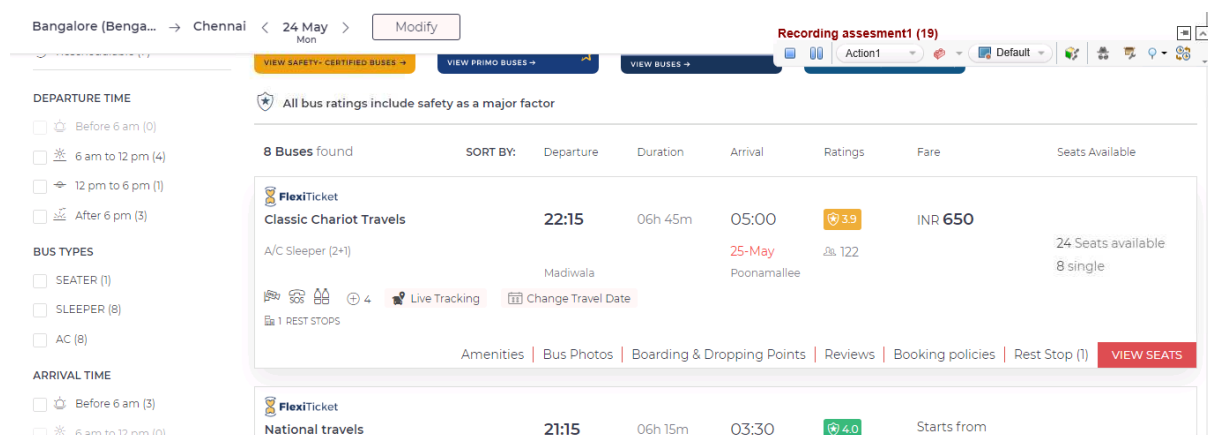 Bangalore (Benga... → Chennai < 24 May > Modify
Mon
Recording assesment1 (19)
Action1 Default
VIEW SAFETY+ CERTIFIED BUSES →
VIEW PRIMO BUSES →
VIEW BUSES →
DEPARTURE TIME
Before 6 am (0)
6 am to 12 pm (4)
12 pm to 6 pm (1)
After 6 pm (3)
BUS TYPES
SEATER (1)
SLEEPER (8)
AC (8)
ARRIVAL TIME
Before 6 am (3)
6 am to 12 pm (0)
All bus ratings include safety as a major factor
8 Buses found SORT BY: Departure Duration Arrival Ratings Fare Seats Available
FlexiTicket
Classic Chariot Travels 22:15 06h 45m 05:00 3.9 INR 650
A/C Sleeper (2+1) 25-May 122 24 Seats available
Madiwala Poonamallee 8 single
SOS + 4 Live Tracking Change Travel Date
1 REST STOPS
Amenities | Bus Photos | Boarding & Dropping Points | Reviews | Booking policies | Rest Stop (1) VIEW SEATS
FlexiTicket
National travels 21:15 06h 15m 03:30 4.0 Starts from